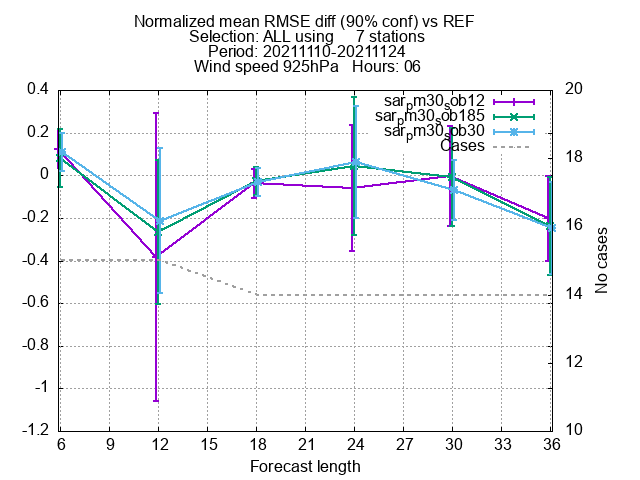 Normalized mean RMSE diff (90% conf) vs REF
Selection: ALL using 7 stations
Period: 20211110-20211124
Wind speed 925hPa Hours: 06
sar_pm30_sob12
sar_pm30_sob185
sar_pm30_sob30
Cases
0.4
0.2
0
-0.2
-0.4
-0.6
-0.8
-1
-1.2
20
18
16
14
12
10
No cases
6 9 12 15 18 21 24 27 30 33 36
Forecast length